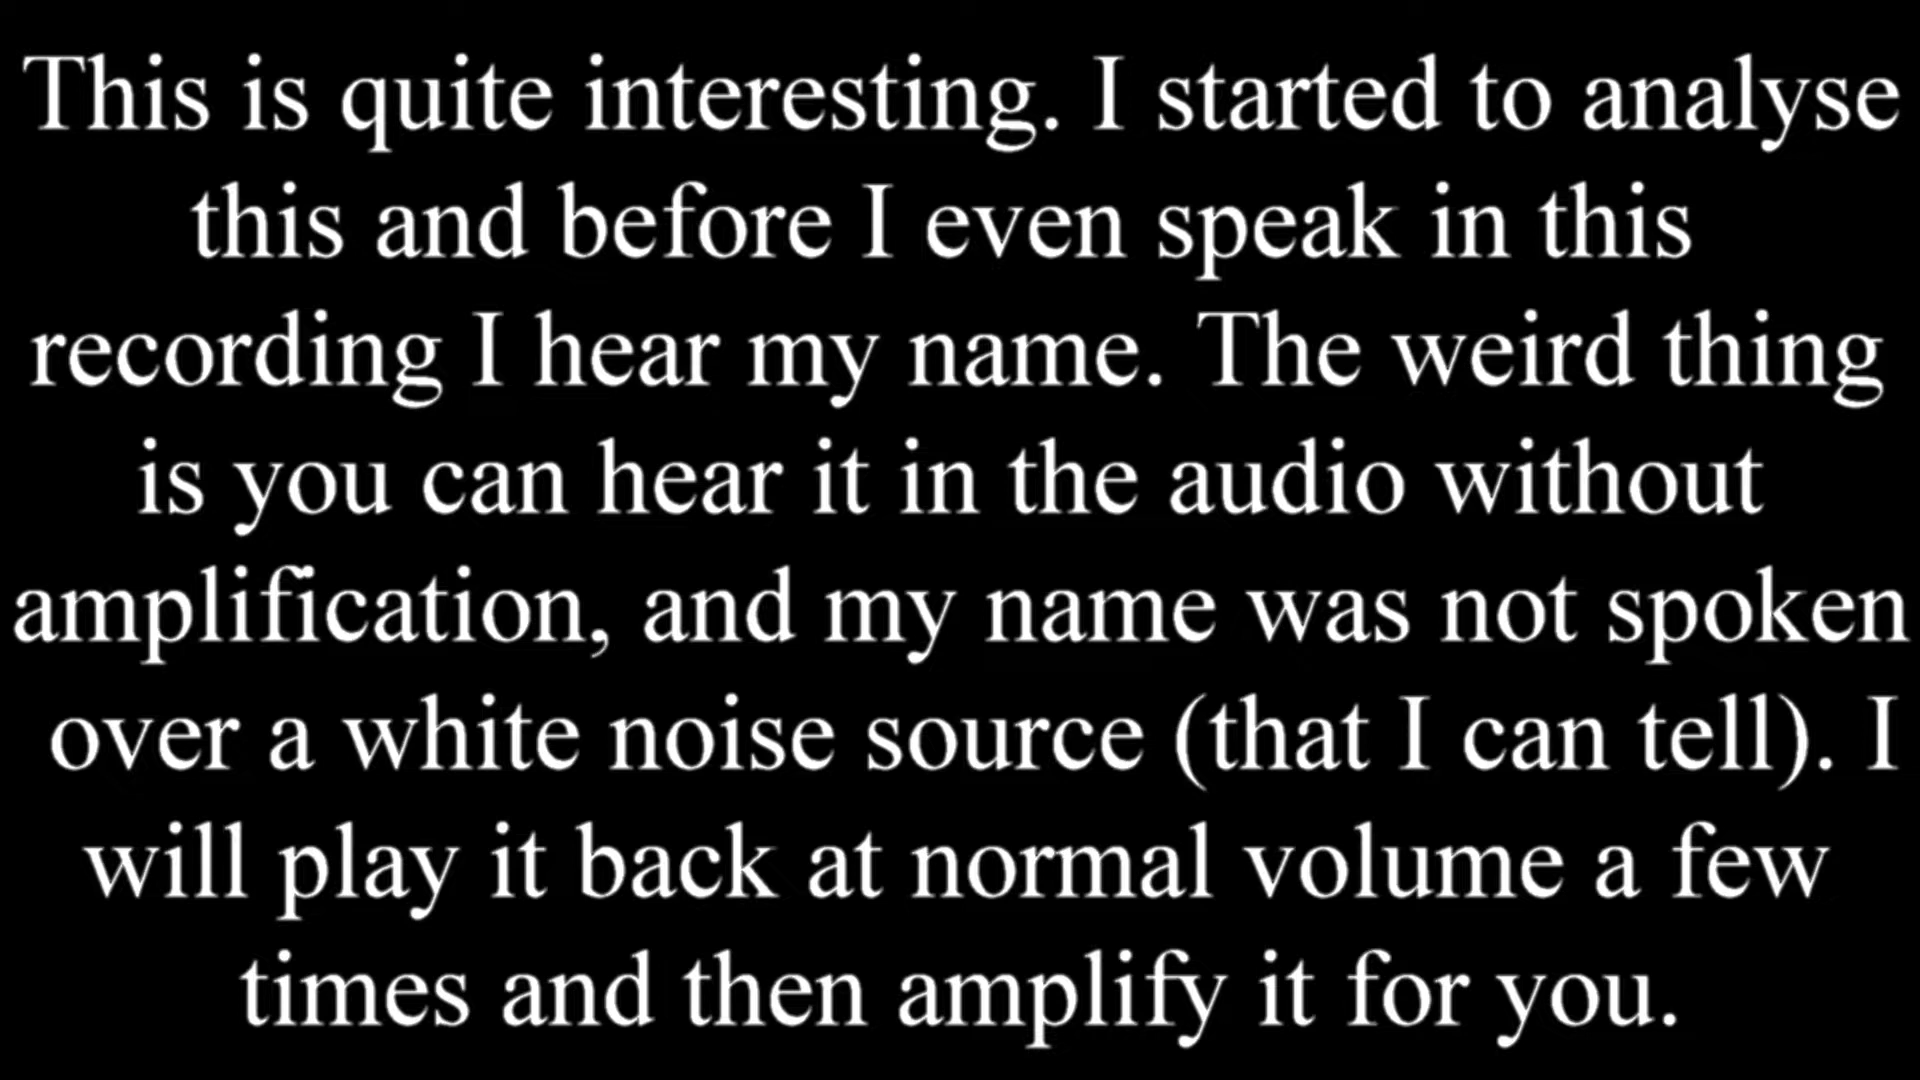 This is quite interesting. I started to analyse
this and before I even speak in this
recording I hear my name. The weird thing
is you can hear it in the audio without
amplification, and my name was not spoken
over a white noise source (that I can tell). I
will play it back at normal volume a few
times and then amplify it for you.